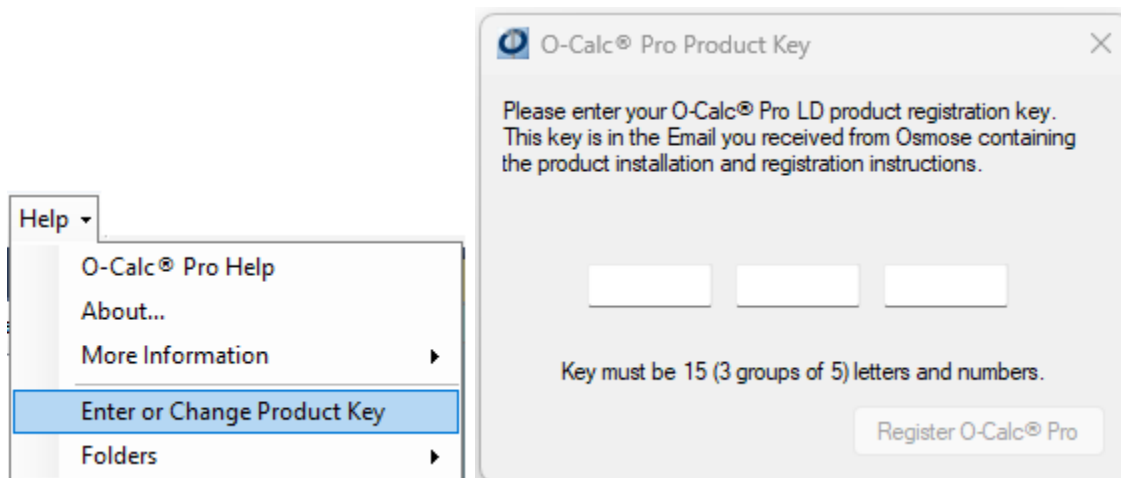 Help
O-Calc® Pro Help
About...
More Information
Enter or Change Product Key
Folders
O-Calc® Pro Product Key
Please enter your O-Calc® Pro LD product registration key.
This key is in the Email you received from Osmose containing
the product installation and registration instructions.
Key must be 15 (3 groups of 5) letters and numbers.
Register O-Calc® Pro